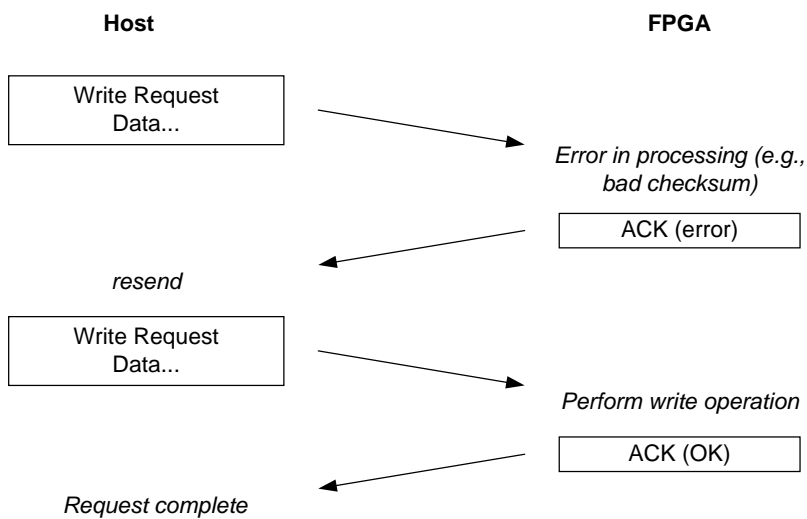 Host
FPGA
Write Request
Data...
Error in processing (e.g.,
bad checksum)
ACK (error)
resend
Write Request
Data...
Perform write operation
ACK (OK)
Request complete